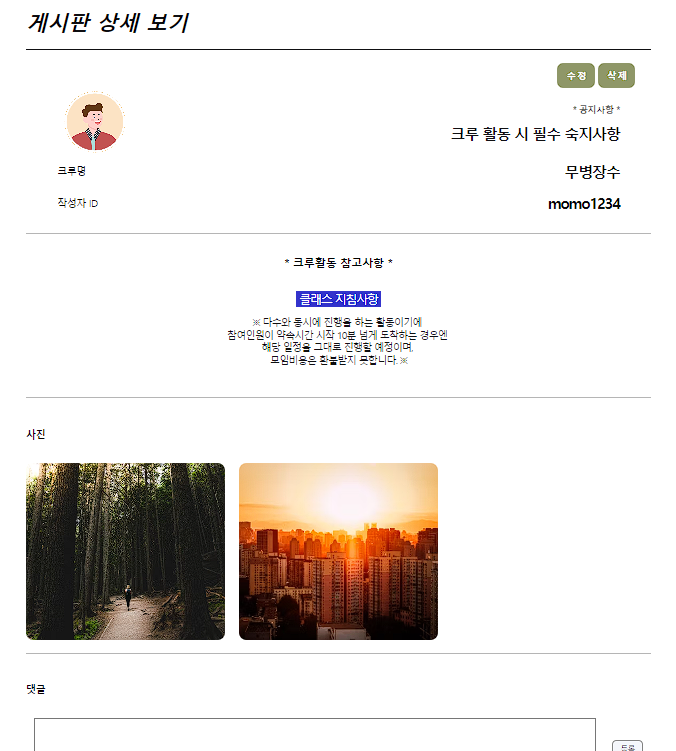 게시판 상세 보기
수정 삭제
* 공지사항 *
크루 활동 시 필수 숙지사항
크루명 무병장수
작성자 ID momo1234
* 크루활동 참고사항 *
클래스 지침사항
※ 다수와 동시에 진행을 하는 활동이기에
참여인원이 약속시간 시작 10분 넘게 도착하는 경우엔
해당 일정을 그대로 진행할 예정이며,
모임비용은 환불받지 못합니다.※
사진
댓글
등록